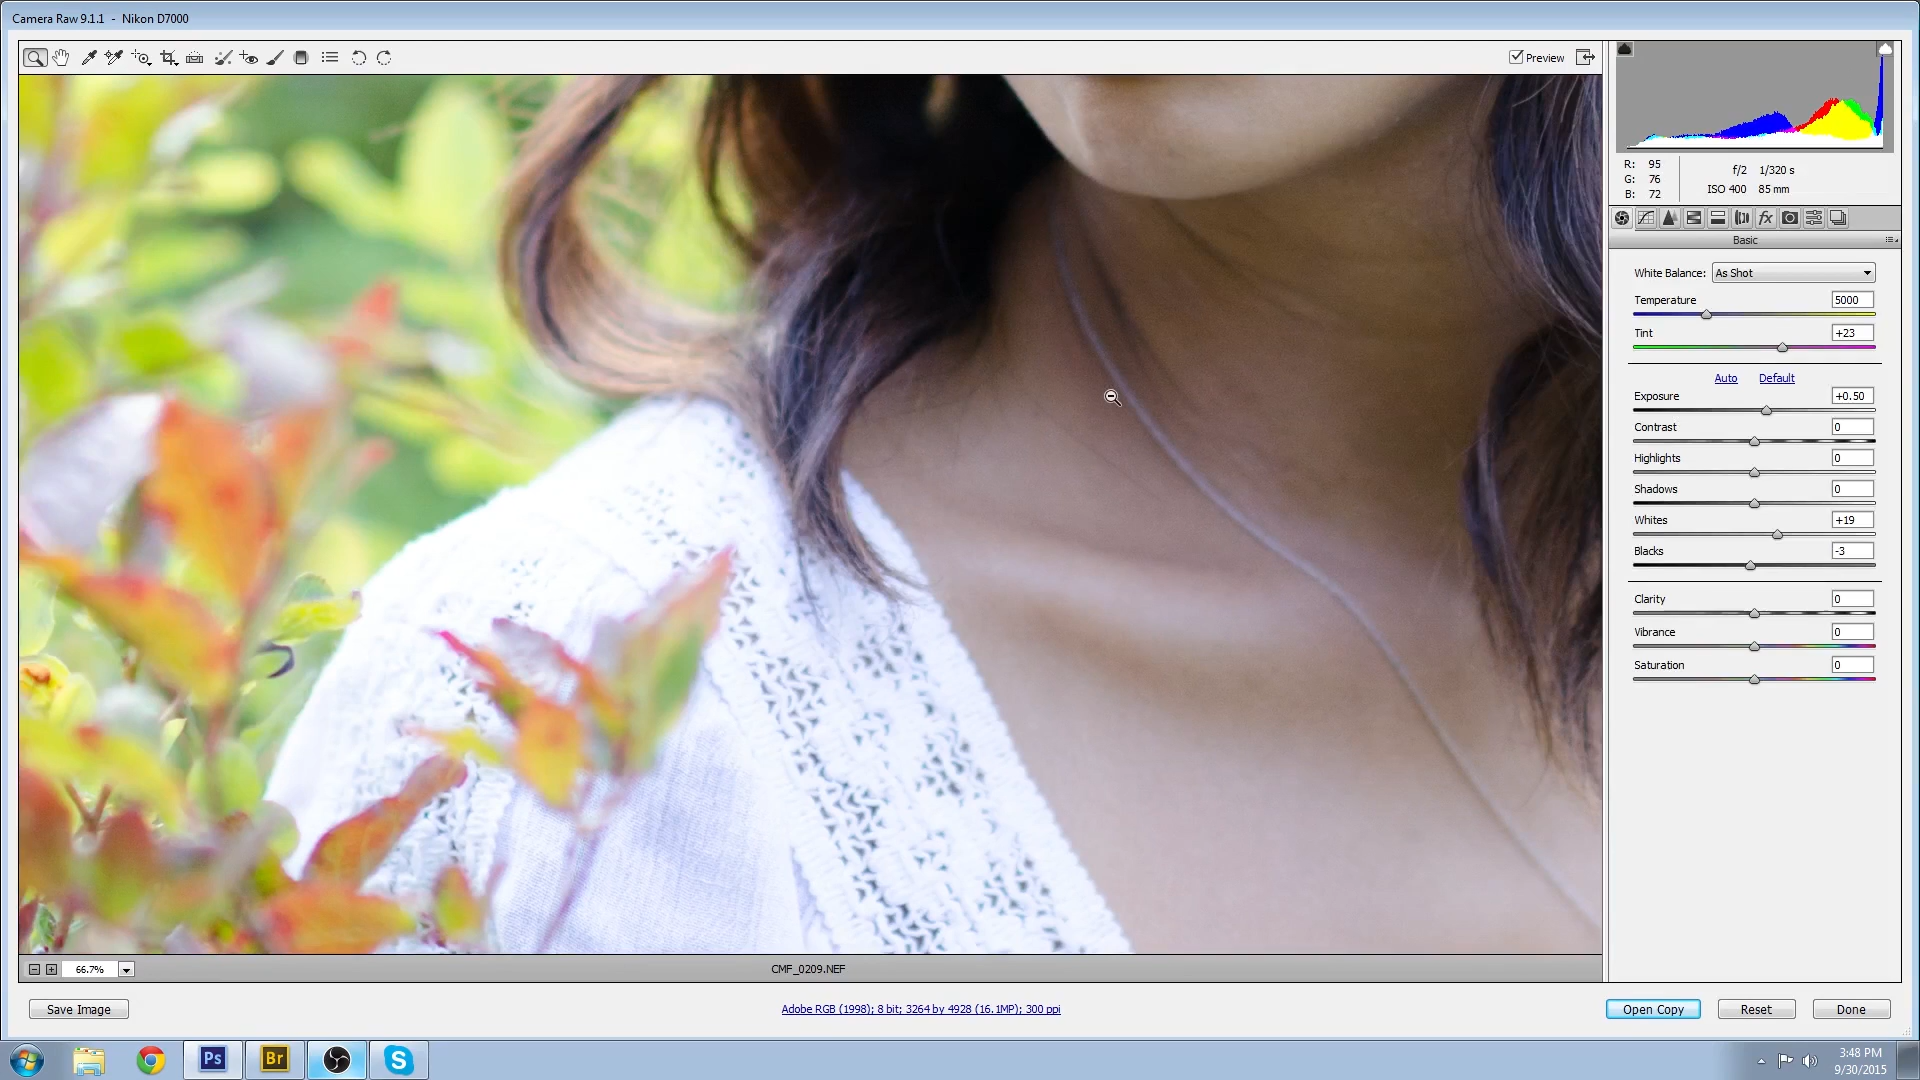 Camera Raw 9.1.1 - Nikon D7000
Preview
R: 95
G: 76
B: 72
f/2 1/320 s
ISO 400 85 mm
fx
Basic
White Balance: As Shot
Temperature 5000
Tint +23
Auto Default
Exposure +0.50
Contrast 0
Highlights 0
Shadows 0
Whites +19
Blacks -3
Clarity 0
Vibrance 0
Saturation 0
66.7%
CMF_0209.NEF
Save Image
Adobe RGB (1998); 8 bit; 3264 by 4928 (16.1MP); 300 ppi
Open Copy Reset Done
Ps Br S
3:48 PM
9/30/2015